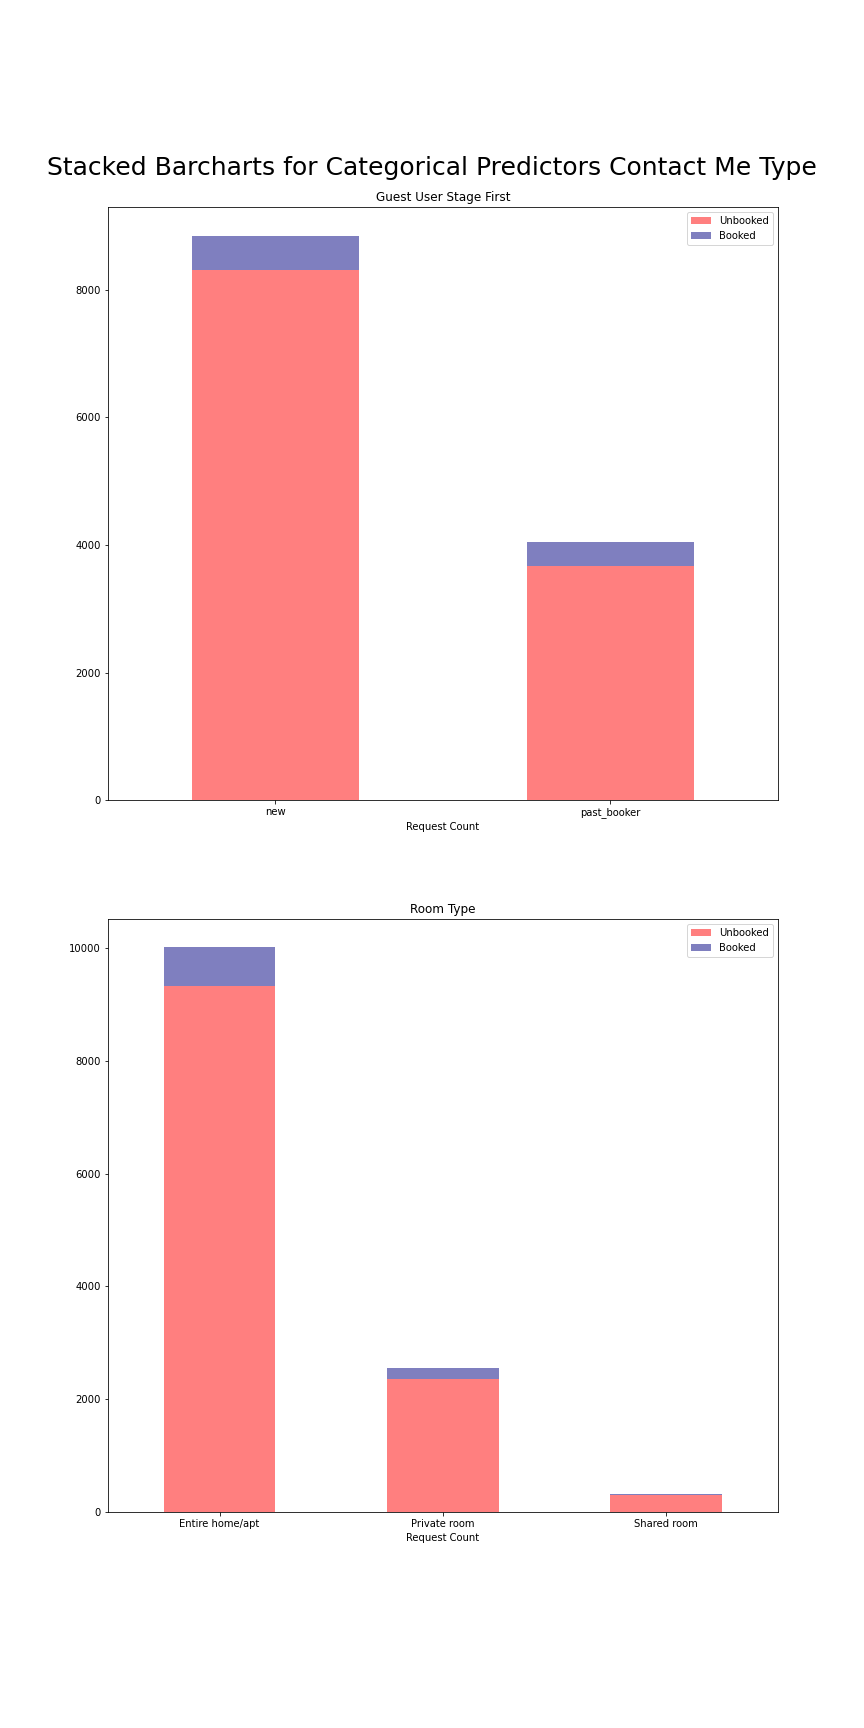 Stacked Barcharts for Categorical Predictors Contact Me Type
Guest User Stage First
Unbooked
Booked
8000
6000
4000
2000
0
new past_booker
Request Count
Room Type
Unbooked
Booked
10000
8000
6000
4000
2000
0
Entire home/apt Private room Shared room
Request Count